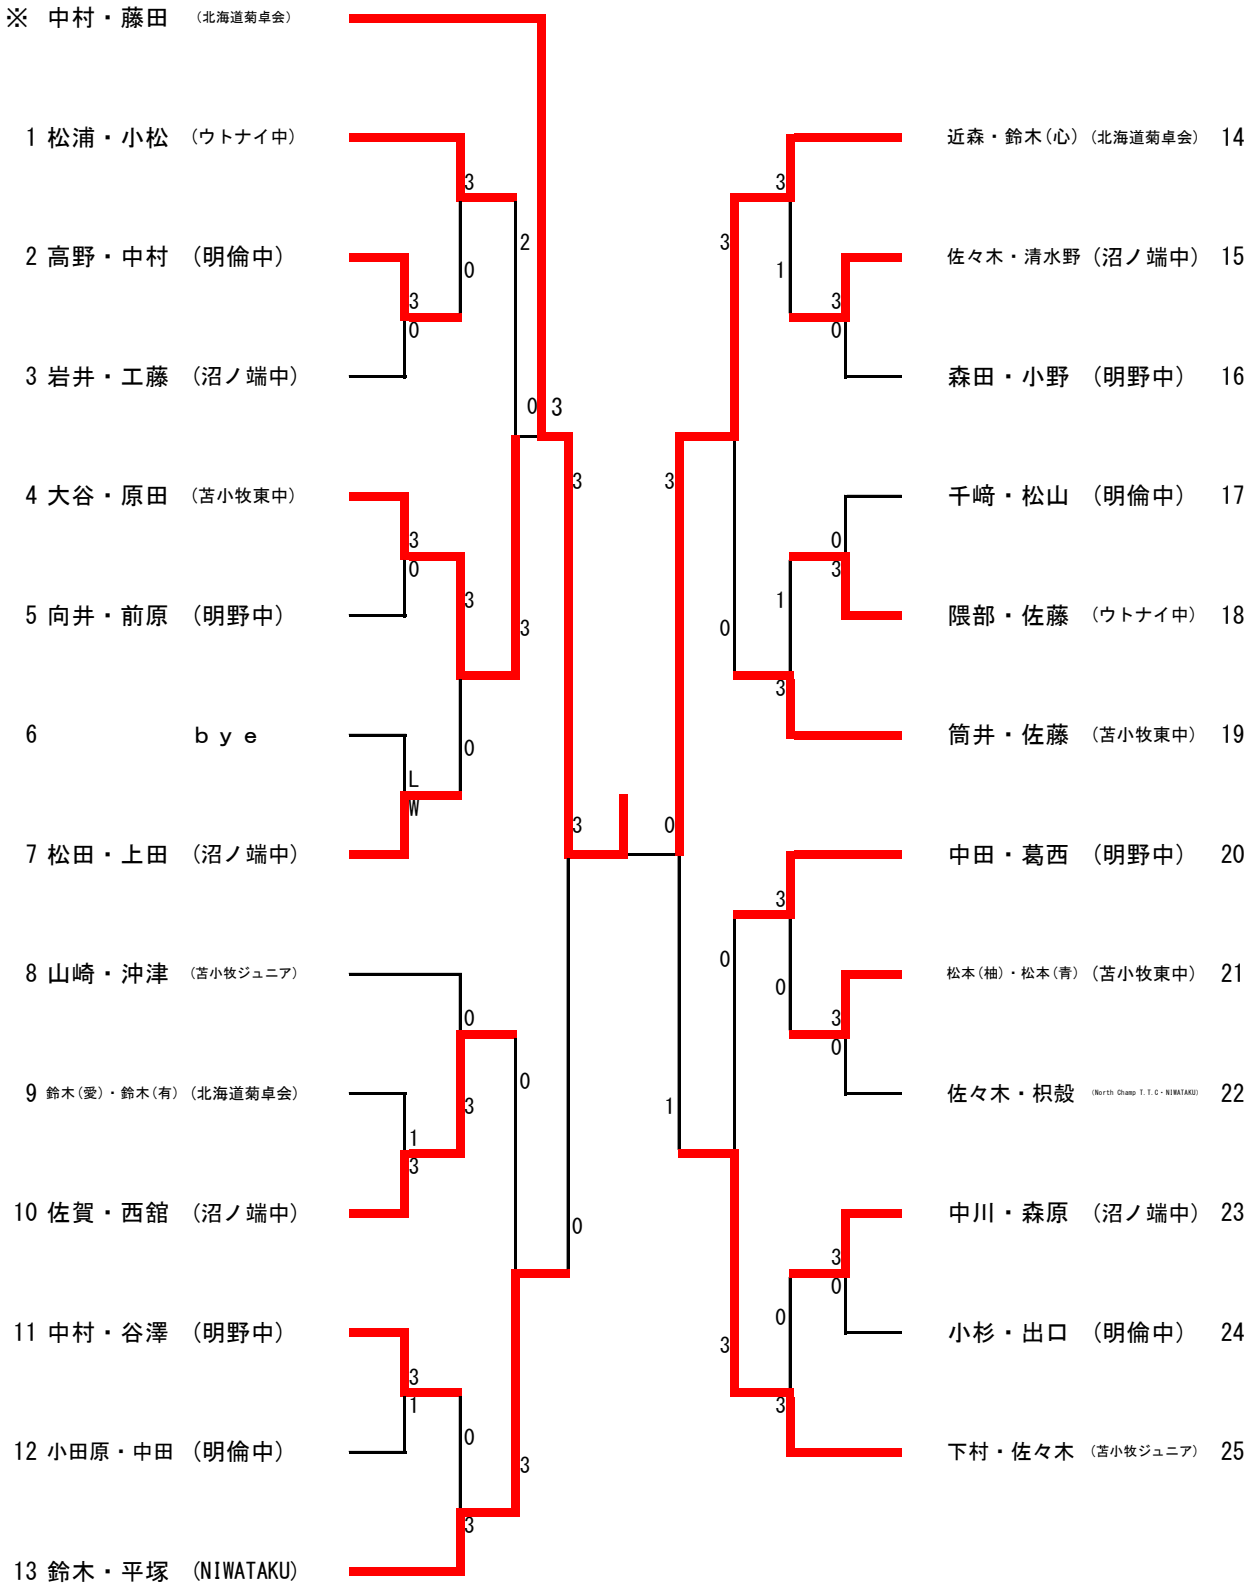 ※ 中村・藤田 (北海道菊卓会)
1 松浦・小松 (ウトナイ中)
近森・鈴木(心) (北海道菊卓会) 14
3 3
2 3
2 高野・中村 (明倫中)
佐々木・清水野 (沼ノ端中) 15
0 1
3 3
0 0
3 岩井・工藤 (沼ノ端中)
森田・小野 (明野中) 16
0 3
3 3
4 大谷・原田 (苫小牧東中)
千﨑・松山 (明倫中) 17
3 0
0 3
3 1
5 向井・前原 (明野中)
隈部・佐藤 (ウトナイ中) 18
3 0
3
6 bye
筒井・佐藤 (苫小牧東中) 19
0
L
W
3 0
7 松田・上田 (沼ノ端中)
中田・葛西 (明野中) 20
3
8 山崎・沖津 (苫小牧ジュニア)
松本(柚)・松本(青) (苫小牧東中) 21
0 0
0 3
0
0
9 鈴木(愛)・鈴木(有) (北海道菊卓会)
佐々木・枳殻 (North Champ T.T.C・NIWATAKU) 22
3 1
1
3
10 佐賀・西舘 (沼ノ端中)
中川・森原 (沼ノ端中) 23
0 3
0
11 中村・谷澤 (明野中)
小杉・出口 (明倫中) 24
0
3 3
1 3
12 小田原・中田 (明倫中)
下村・佐々木 (苫小牧ジュニア) 25
0
3
3
13 鈴木・平塚 (NIWATAKU)